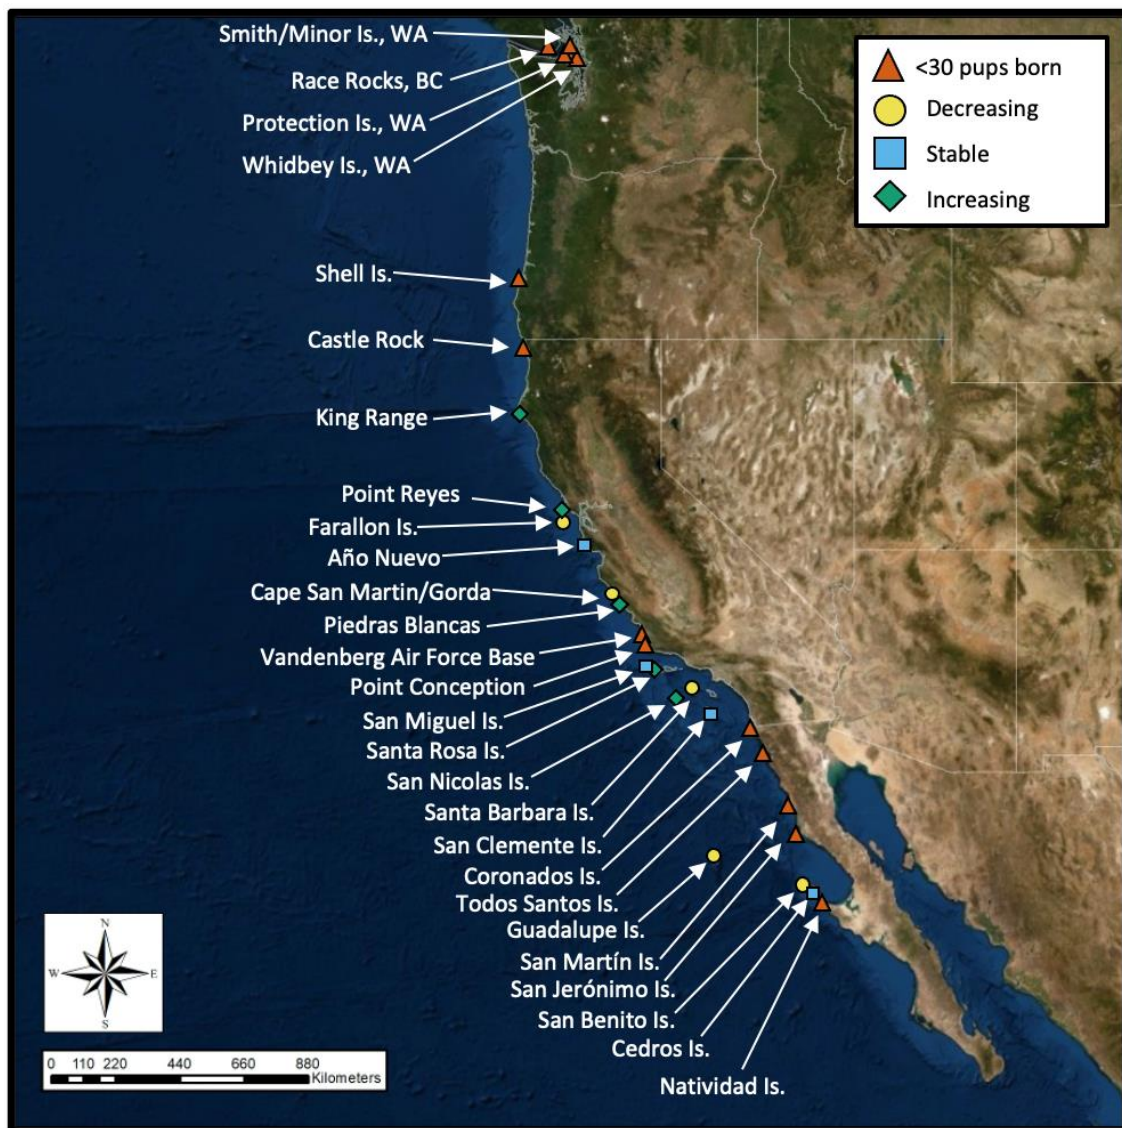 Smith/Minor Is., WA
Race Rocks, BC
Protection Is., WA
Whidbey Is., WA
<30 pups born
Decreasing
Stable
Increasing
Shell Is.
Castle Rock
King Range
Point Reyes
Farallon Is.
Año Nuevo
Cape San Martin/Gorda
Piedras Blancas
Vandenberg Air Force Base
Point Conception
San Miguel Is.
Santa Rosa Is.
San Nicolas Is.
Santa Barbara Is.
San Clemente Is.
Coronados Is.
Todos Santos Is.
Guadalupe Is.
San Martín Is.
San Jerónimo Is.
San Benito Is.
Cedros Is.
Natividad Is.
N
W E
S
0 110 220 440 660 880
Kilometers